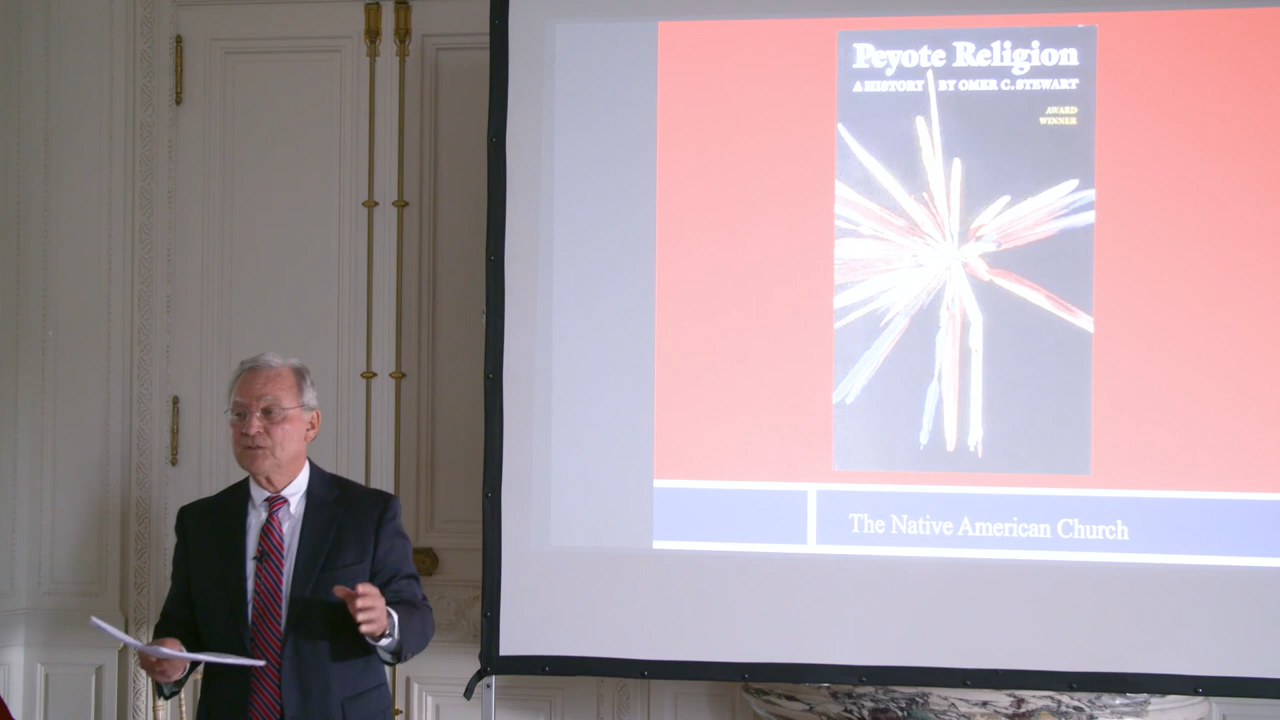 Peyote Religion
A HISTORY BY OMER C. STEWART
AWARD
WINNER
The Native American Church